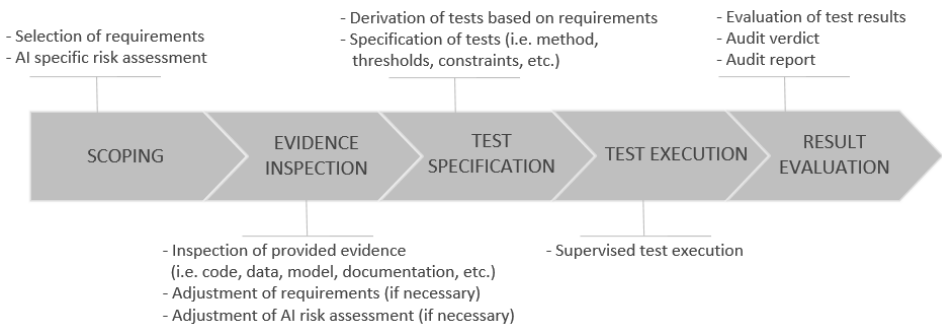 - Selection of requirements
- AI specific risk assessment
- Derivation of tests based on requirements
- Specification of tests (i.e. method,
thresholds, constraints, etc.)
- Evaluation of test results
- Audit verdict
- Audit report
SCOPING
EVIDENCE
INSPECTION
TEST
SPECIFICATION
TEST EXECUTION
RESULT
EVALUATION
- Inspection of provided evidence
(i.e. code, data, model, documentation, etc.)
- Adjustment of requirements (if necessary)
- Adjustment of AI risk assessment (if necessary)
- Supervised test execution